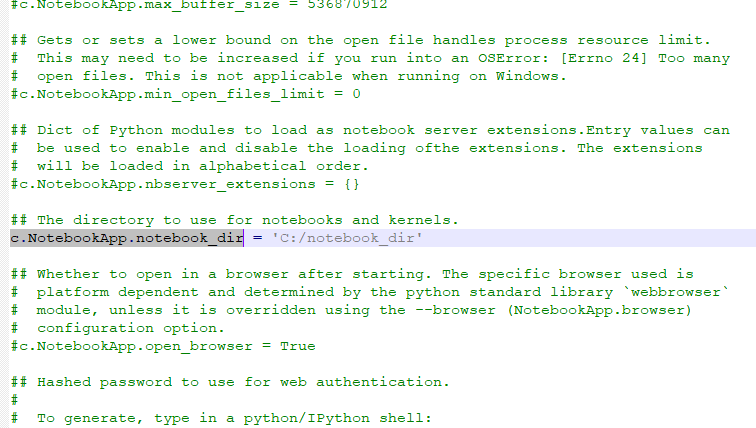 #c.NotebookApp.max_buffer_size = 536870912
## Gets or sets a lower bound on the open file handles process resource limit.
#  This may need to be increased if you run into an OSError: [Errno 24] Too many
#  open files. This is not applicable when running on Windows.
#c.NotebookApp.min_open_files_limit = 0
## Dict of Python modules to load as notebook server extensions.Entry values can
#  be used to enable and disable the loading ofthe extensions. The extensions
#  will be loaded in alphabetical order.
#c.NotebookApp.nbserver_extensions = {}
## The directory to use for notebooks and kernels.
c.NotebookApp.notebook_dir = 'C:/notebook_dir'
## Whether to open in a browser after starting. The specific browser used is
#  platform dependent and determined by the python standard library `webbrowser`
#  module, unless it is overridden using the --browser (NotebookApp.browser)
#  configuration option.
#c.NotebookApp.open_browser = True
## Hashed password to use for web authentication.
#
#  To generate, type in a python/IPython shell: